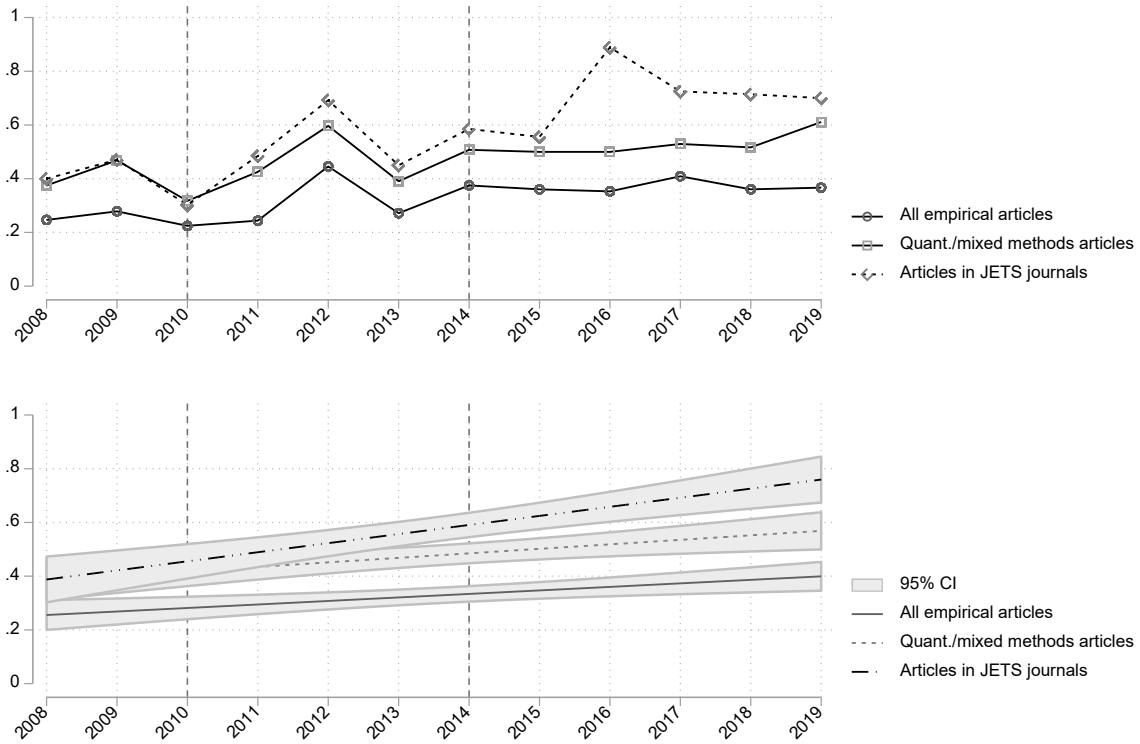 1
.8
.6
.4
.2
0
2008 2009 2010 2011 2012 2013 2014 2015 2016 2017 2018 2019
All empirical articles
Quant./mixed methods articles
Articles in JETS journals
1
.8
.6
.4
.2
0
2008 2009 2010 2011 2012 2013 2014 2015 2016 2017 2018 2019
95% CI
All empirical articles
Quant./mixed methods articles
Articles in JETS journals